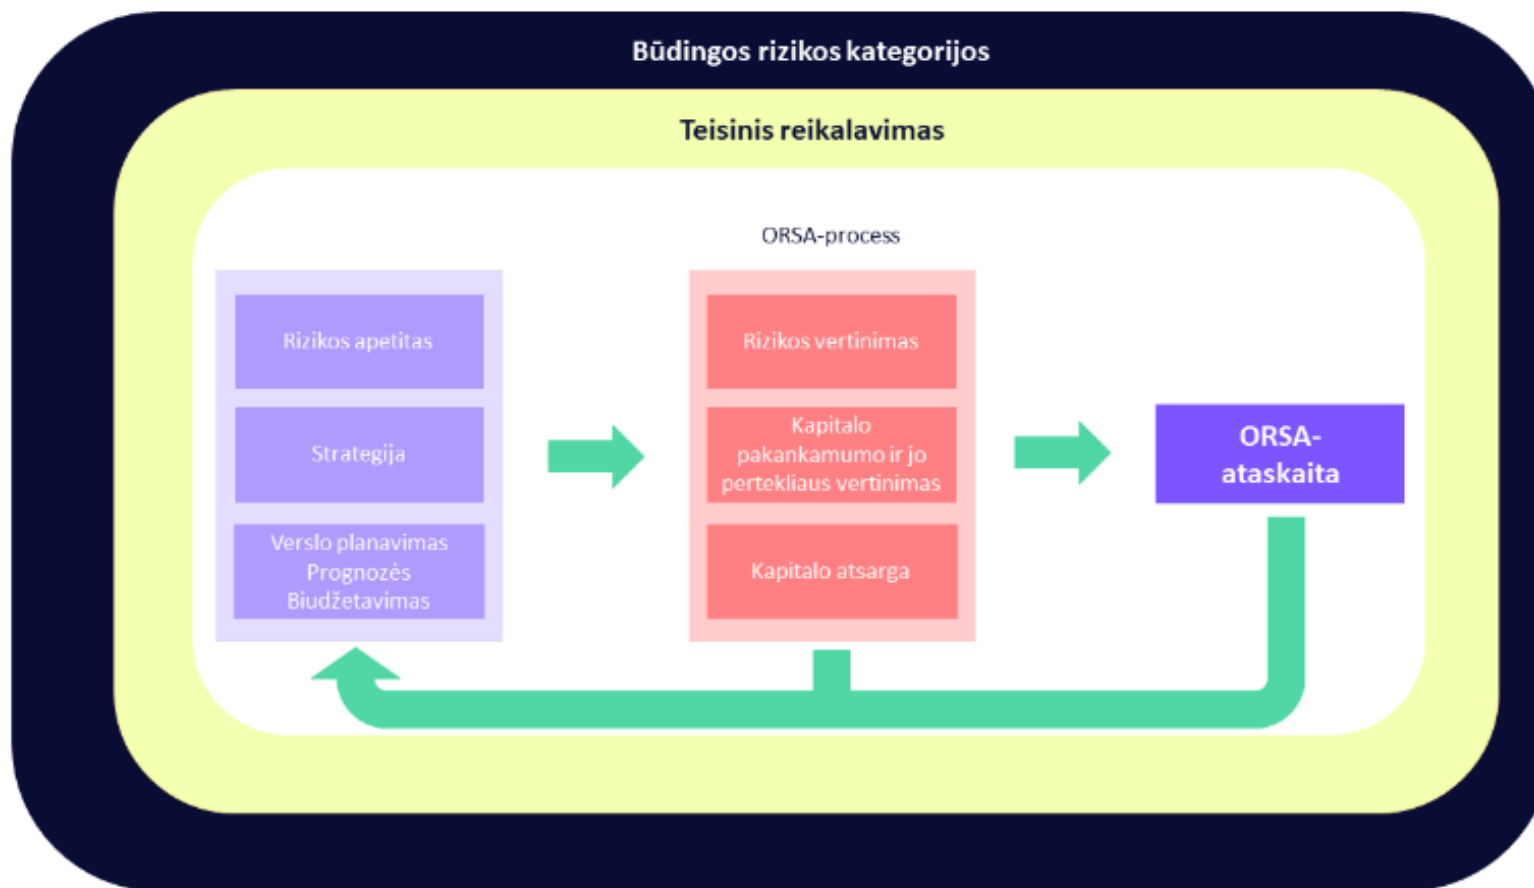 Būdingos rizikos kategorijos
Teisinis reikalavimas
ORSA-process
Rizikos apetitas
Strategija
Verslo planavimas
Prognozės
Biudžetavimas
Rizikos vertinimas
Kapitalo
pakankamumo ir jo
pertekliaus vertinimas
Kapitalo atsarga
ORSA-
ataskaita